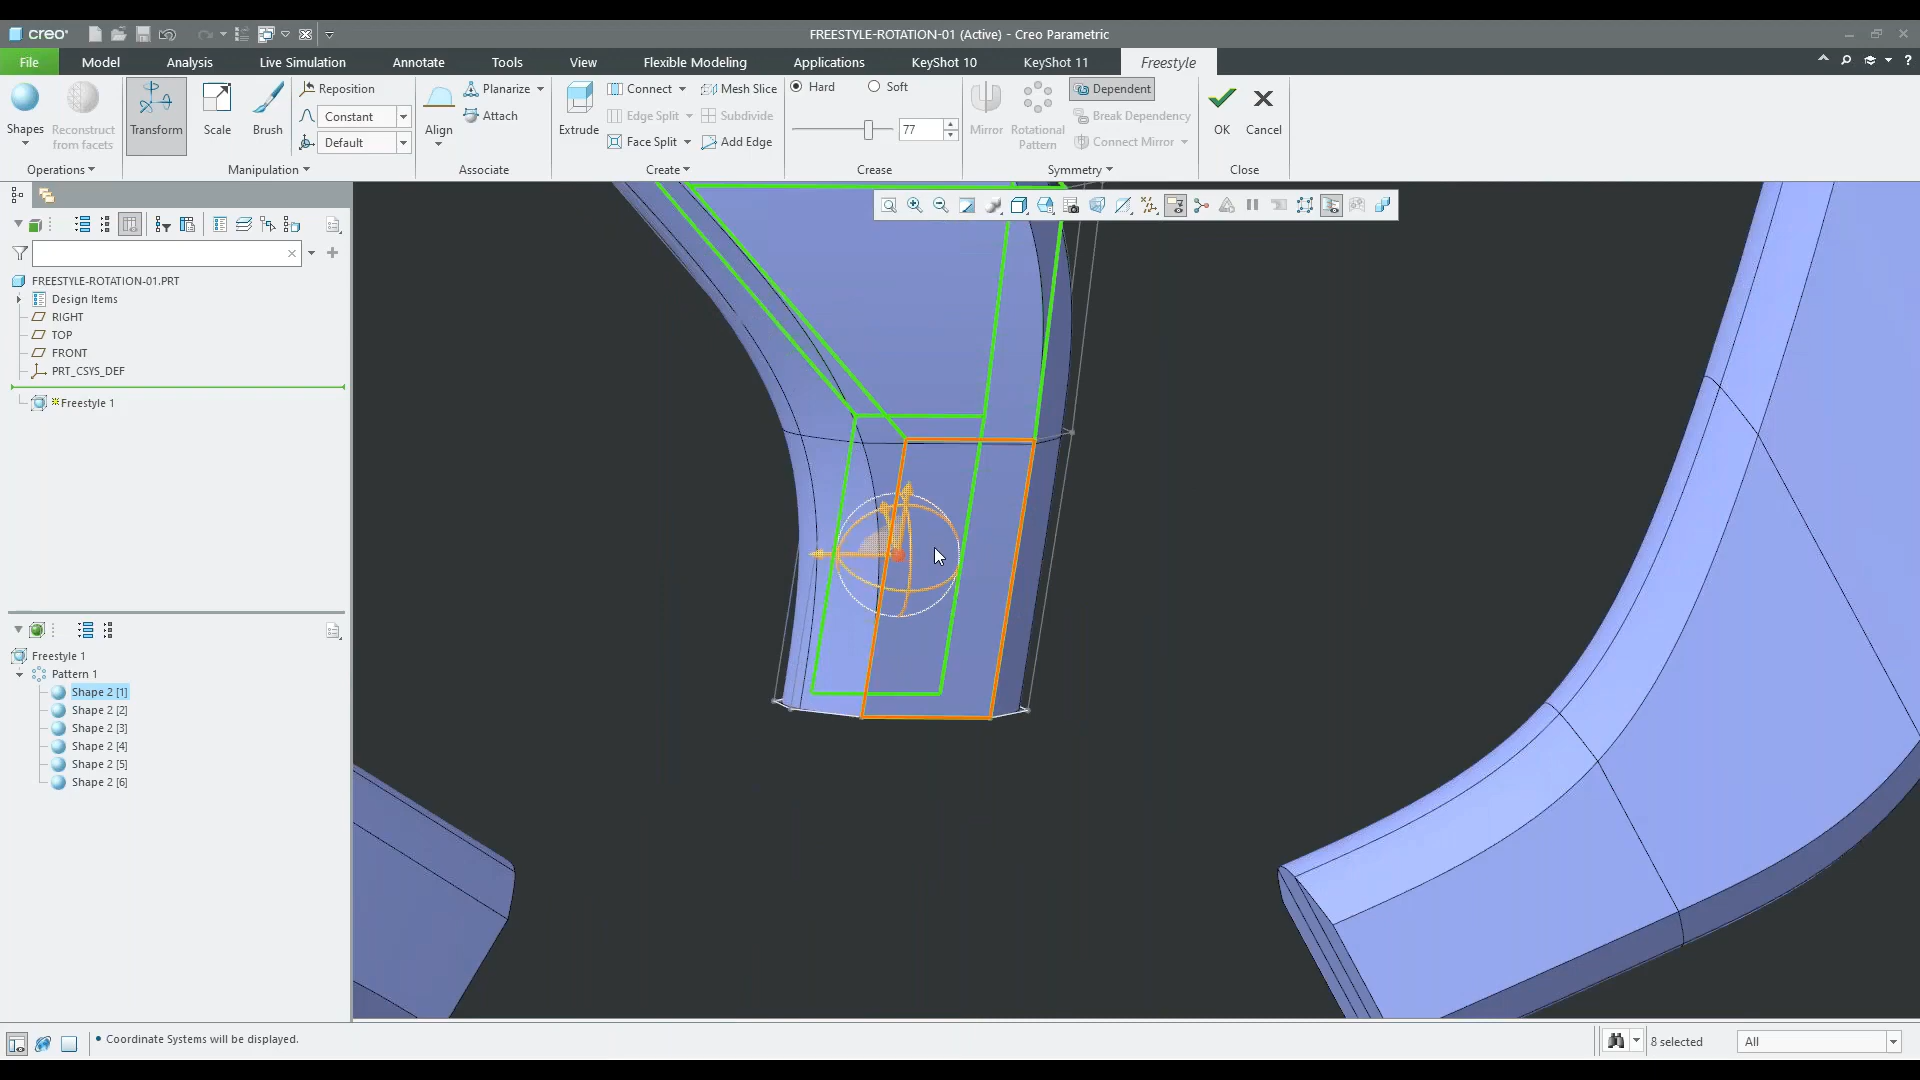 creo
FREESTYLE-ROTATION-01 (Active) - Creo Parametric
File Model Analysis Live Simulation Annotate Tools View Flexible Modeling Applications KeyShot 10 KeyShot 11 Freestyle
Shapes
Reconstruct
from facets
Operations
Transform
Scale
Brush
Reposition
Constant
Default
Manipulation
Align
Planarize
Attach
Associate
Extrude
Connect
Mesh Slice
Edge Split
Subdivide
Face Split
Add Edge
Create
Hard
Soft
77
Crease
Mirror
Rotational
Pattern
Dependent
Break Dependency
Connect Mirror
Symmetry
OK
Cancel
Close
FREESTYLE-ROTATION-01.PRT
Design Items
RIGHT
TOP
FRONT
PRT_CSYS_DEF
Freestyle 1
Freestyle 1
Pattern 1
Shape 2 [1]
Shape 2 [2]
Shape 2 [3]
Shape 2 [4]
Shape 2 [5]
Shape 2 [6]
Coordinate Systems will be displayed.
8 selected
All